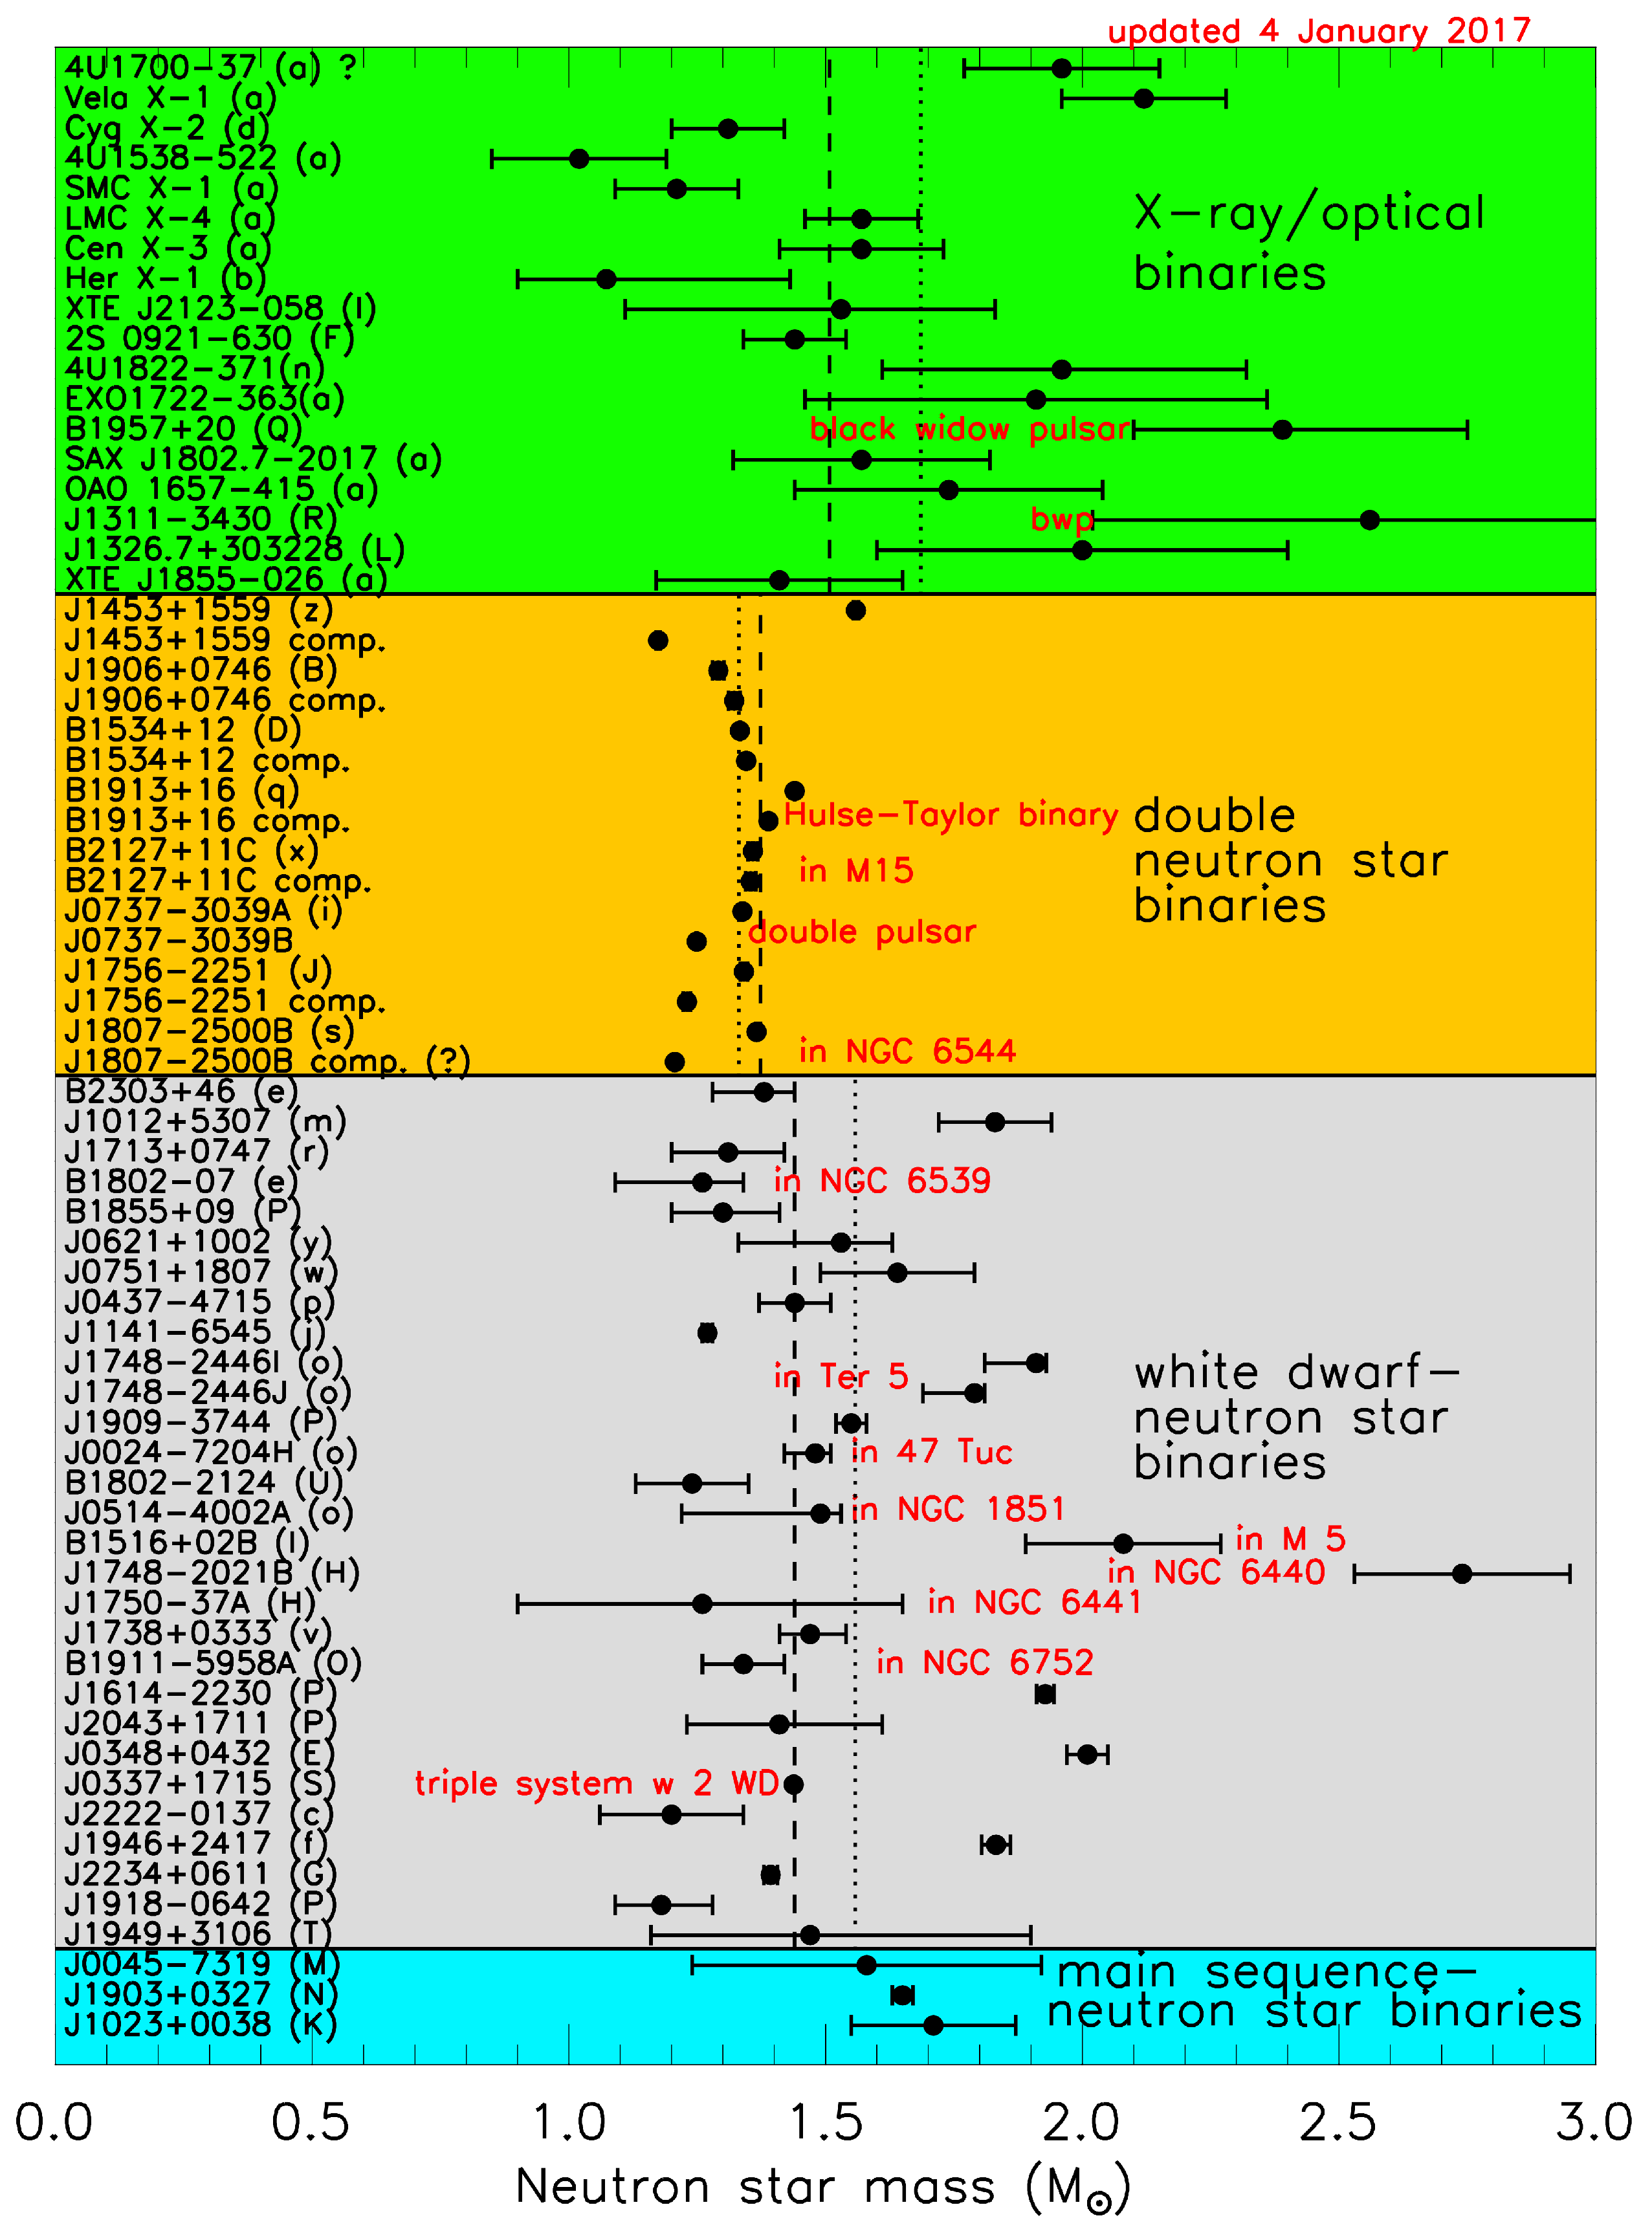 updated 4 January 2017
4U1700-37 (a) ?
Vela X-1 (a)
Cyg X-2 (d)
4U1538-522 (a)
SMC X-1 (a)
X-ray/optical
LMC X-4 (a)
Cen X-3 (a)
binaries
Her X-1 (b)
XTE J2123-058 (I)
2S 0921-630 (F)
4U1822-371(n)
EXO1722-363(a)
B1957+20 (Q) black widow pulsar
SAX J1802.7-2017 (a)
OAO 1657-415 (a)
J1311-3430 (R) bwp
J1326.7+303228 (L)
XTE J1855-026 (a)
J1453+1559 (z)
J1453+1559 comp.
J1906+0746 (B)
J1906+0746 comp.
B1534+12 (D)
B1534+12 comp.
B1913+16 (q)
B1913+16 comp. Hulse-Taylor binary
double
B2127+11C (x)
neutron star
B2127+11C comp. in M15
binaries
J0737-3039A (i)
J0737-3039B double pulsar
J1756-2251 (J)
J1756-2251 comp.
J1807-2500B (s)
J1807-2500B comp. (?) in NGC 6544
B2303+46 (e)
J1012+5307 (m)
J1713+0747 (r)
B1802-07 (e) in NGC 6539
B1855+09 (P)
J0621+1002 (y)
J0751+1807 (w)
J0437-4715 (p)
J1141-6545 (j)
J1748-2446I (o)
in Ter 5
white dwarf-
J1748-2446J (o)
J1909-3744 (P)
neutron star
J0024-7204H (o) in 47 Tuc
binaries
B1802-2124 (U)
J0514-4002A (o) in NGC 1851
B1516+02B (I) in M 5
J1748-2021B (H) in NGC 6440
J1750-37A (H) in NGC 6441
J1738+0333 (v)
B1911-5958A (O) in NGC 6752
J1614-2230 (P)
J2043+1711 (P)
J0348+0432 (E)
J0337+1715 (S) triple system w 2 WD
J2222-0137 (c)
J1946+2417 (f)
J2234+0611 (G)
J1918-0642 (P)
J1949+3106 (T)
J0045-7319 (M) main sequence-
J1903+0327 (N) neutron star binaries
J1023+0038 (K)
0.0 0.5 1.0 1.5 2.0 2.5 3.0
Neutron star mass (M☉)